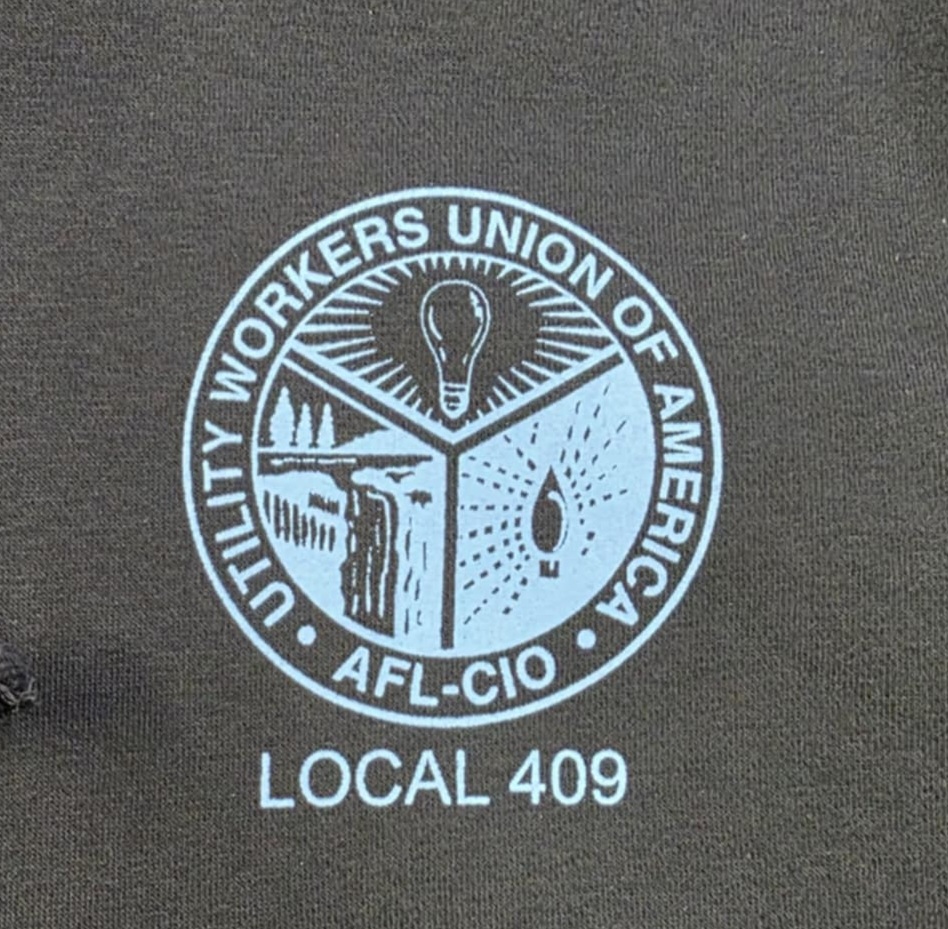 UTILITY WORKERS UNION OF AMERICA
• AFL-CIO •
LOCAL 409